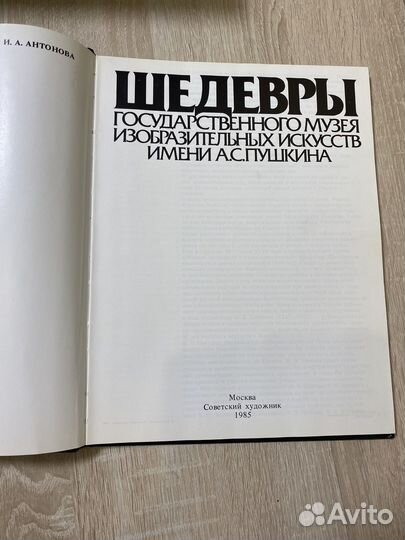 И. А. АНТОНОВА
ШЕДЕВРЫ
ГОСУДАРСТВЕННОГО МУЗЕЯ
ИЗОБРАЗИТЕЛЬНЫХ ИСКУССТВ
ИМЕНИ А.С.ПУШКИНА
Москва
Советский художник
1985
Avito